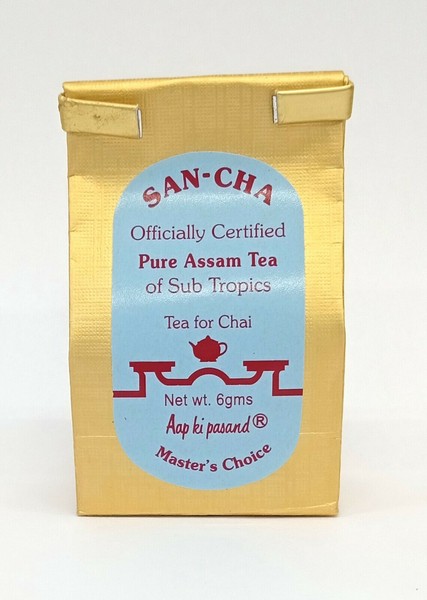 SAN-CHA
Officially Certified
Pure Assam Tea
of Sub Tropics
Tea for Chai
Net wt. 6gms
Aap ki pasand®
Master's Choice